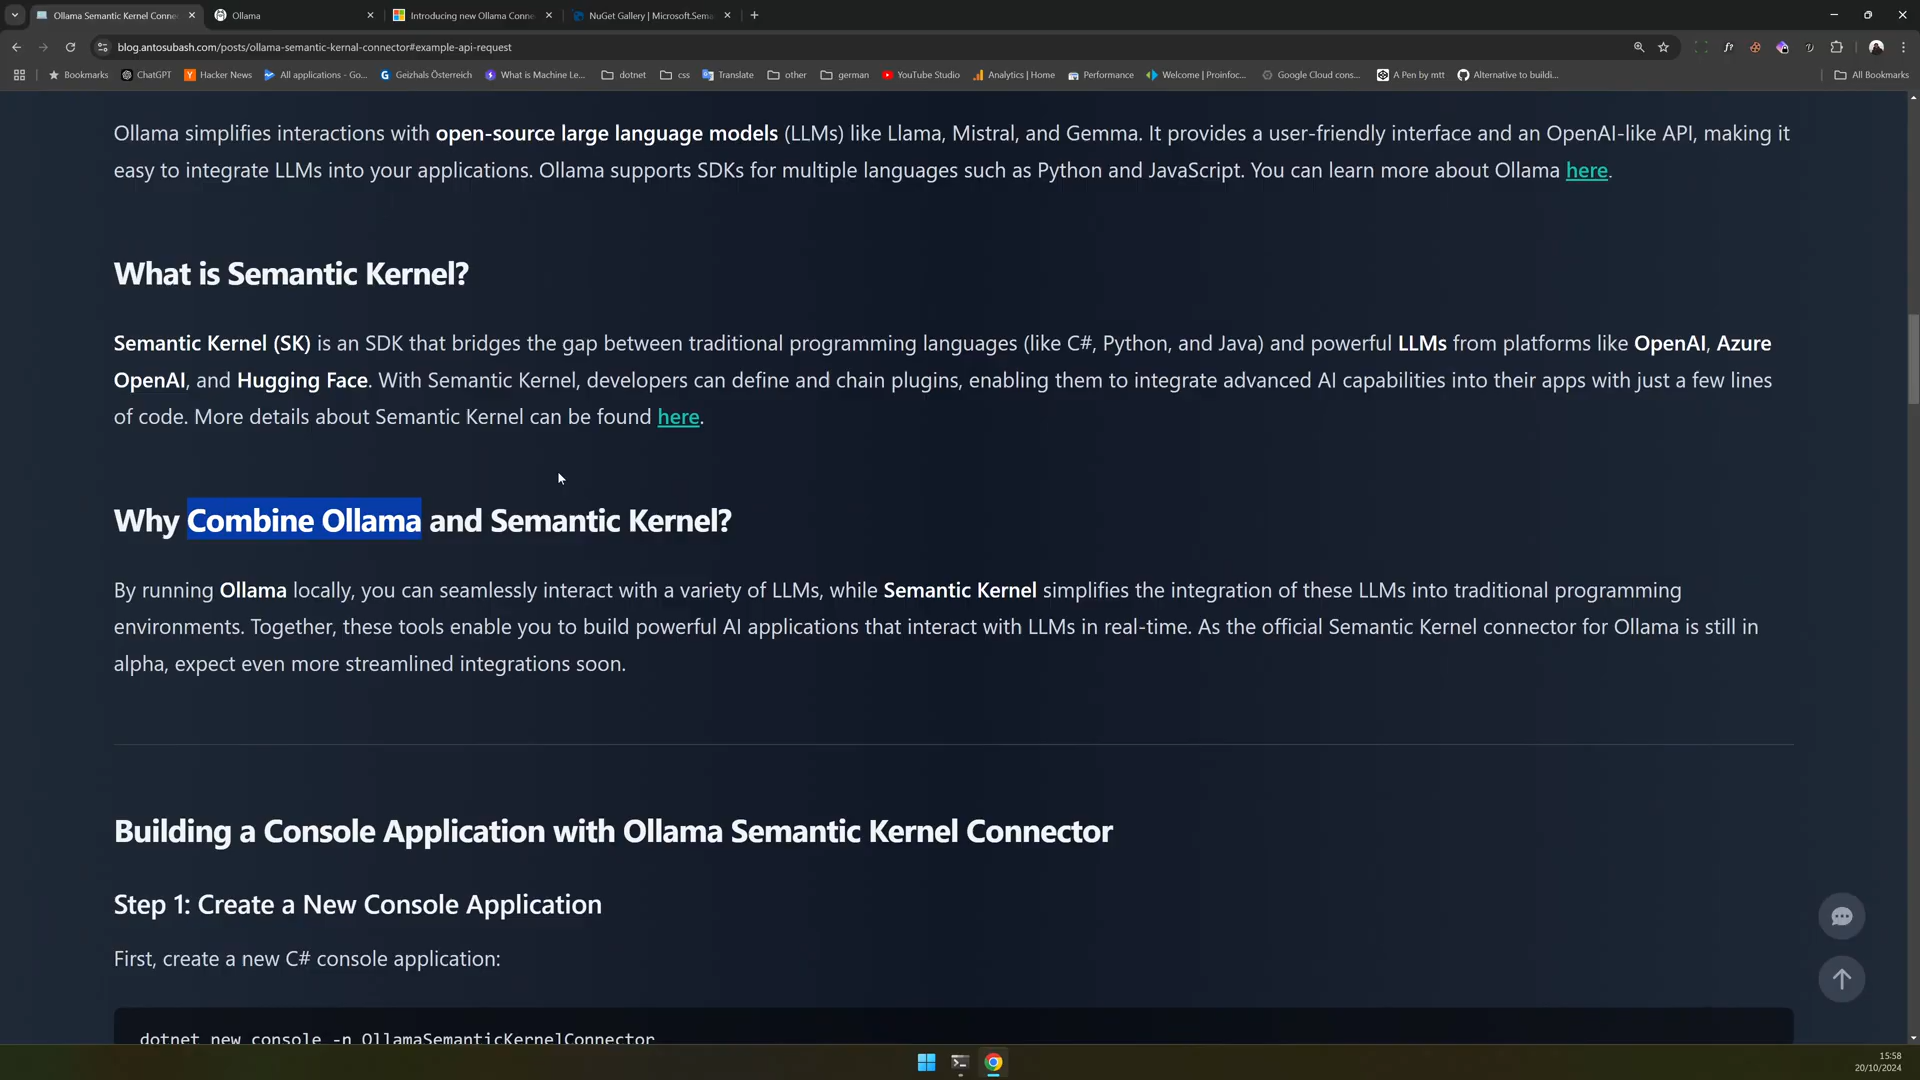 Ollama Semantic Kernel Conne
Ollama
Introducing new Ollama Conne
NuGet Gallery | Microsoft.Sema
blog.antosubash.com/posts/ollama-semantic-kernal-connector#example-api-request
Bookmarks
ChatGPT
Hacker News
All applications - Go...
Geizhals Österreich
What is Machine Le...
dotnet
css
Translate
other
german
YouTube Studio
Analytics | Home
Performance
Welcome | Proinfoc...
Google Cloud cons...
A Pen by mtt
Alternative to buildi...
All Bookmarks
Ollama simplifies interactions with open-source large language models (LLMs) like Llama, Mistral, and Gemma. It provides a user-friendly interface and an OpenAI-like API, making it
easy to integrate LLMs into your applications. Ollama supports SDKs for multiple languages such as Python and JavaScript. You can learn more about Ollama here.
What is Semantic Kernel?
Semantic Kernel (SK) is an SDK that bridges the gap between traditional programming languages (like C#, Python, and Java) and powerful LLMs from platforms like OpenAI, Azure
OpenAI, and Hugging Face. With Semantic Kernel, developers can define and chain plugins, enabling them to integrate advanced AI capabilities into their apps with just a few lines
of code. More details about Semantic Kernel can be found here.
Why Combine Ollama and Semantic Kernel?
By running Ollama locally, you can seamlessly interact with a variety of LLMs, while Semantic Kernel simplifies the integration of these LLMs into traditional programming
environments. Together, these tools enable you to build powerful AI applications that interact with LLMs in real-time. As the official Semantic Kernel connector for Ollama is still in
alpha, expect even more streamlined integrations soon.
Building a Console Application with Ollama Semantic Kernel Connector
Step 1: Create a New Console Application
First, create a new C# console application:
dotnet new console -n OllamaSemanticKernelConnector
15:58
20/10/2024